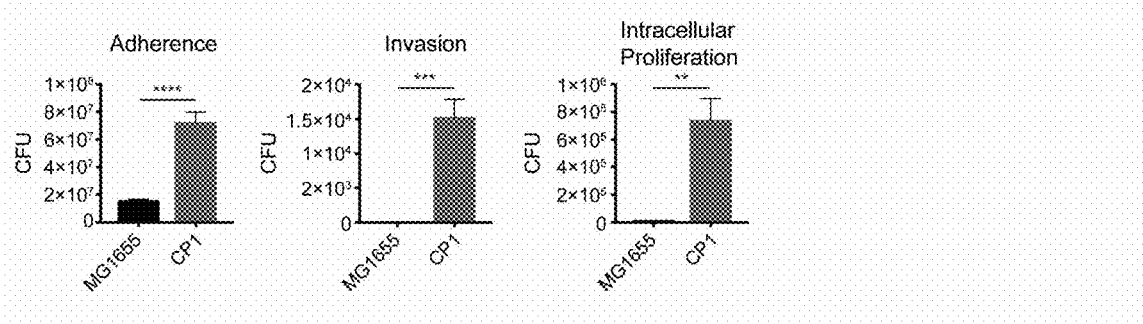 Adherence
****
CFU
1×10⁸
8×10⁷
6×10⁷
4×10⁷
2×10⁷
0
MG1655
CP1
Invasion
***
CFU
2×10⁴
1.5×10⁴
1×10⁴
2×10³
0
MG1655
CP1
Intracellular
Proliferation
**
CFU
1×10⁶
8×10⁵
6×10⁵
4×10⁵
2×10⁵
0
MG1655
CP1